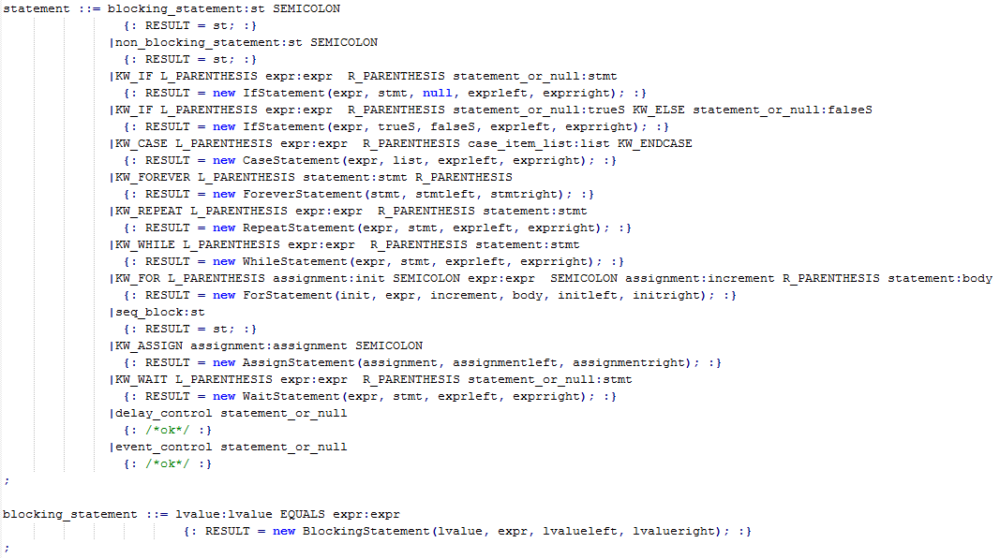 statement ::= blocking_statement:st SEMICOLON
{: RESULT = st; :}
|non_blocking_statement:st SEMICOLON
{: RESULT = st; :}
|KW_IF L_PARENTHESIS expr:expr  R_PARENTHESIS statement_or_null:stmt
{: RESULT = new IfStatement(expr, stmt, null, exprleft, exprright); :}
|KW_IF L_PARENTHESIS expr:expr  R_PARENTHESIS statement_or_null:trueS KW_ELSE statement_or_null:falseS
{: RESULT = new IfStatement(expr, trueS, falseS, exprleft, exprright); :}
|KW_CASE L_PARENTHESIS expr:expr  R_PARENTHESIS case_item_list:list KW_ENDCASE
{: RESULT = new CaseStatement(expr, list, exprleft, exprright); :}
|KW_FOREVER L_PARENTHESIS statement:stmt R_PARENTHESIS
{: RESULT = new ForeverStatement(stmt, stmtleft, stmtright); :}
|KW_REPEAT L_PARENTHESIS expr:expr  R_PARENTHESIS statement:stmt
{: RESULT = new RepeatStatement(expr, stmt, exprleft, exprright); :}
|KW_WHILE L_PARENTHESIS expr:expr  R_PARENTHESIS statement:stmt
{: RESULT = new WhileStatement(expr, stmt, exprleft, exprright); :}
|KW_FOR L_PARENTHESIS assignment:init SEMICOLON expr:expr  SEMICOLON assignment:increment R_PARENTHESIS statement:body
{: RESULT = new ForStatement(init, expr, increment, body, initleft, initright); :}
|seq_block:st
{: RESULT = st; :}
|KW_ASSIGN assignment:assignment SEMICOLON
{: RESULT = new AssignStatement(assignment, assignmentleft, assignmentright); :}
|KW_WAIT L_PARENTHESIS expr:expr  R_PARENTHESIS statement_or_null:stmt
{: RESULT = new WaitStatement(expr, stmt, exprleft, exprright); :}
|delay_control statement_or_null
{: /*ok*/ :}
|event_control statement_or_null
{: /*ok*/ :}
;
blocking_statement ::= lvalue:lvalue EQUALS expr:expr
{: RESULT = new BlockingStatement(lvalue, expr, lvalueleft, lvalueright); :}
;